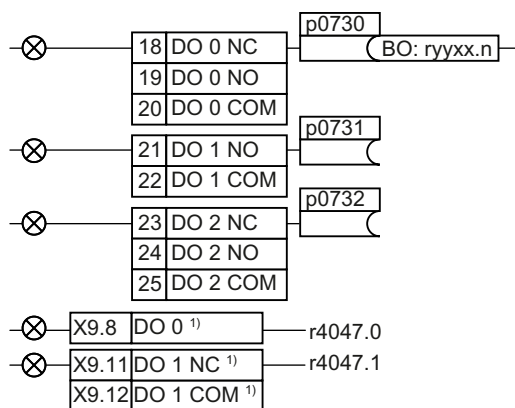 p0730
18 DO 0 NC BO: ryyxx.n
19 DO 0 NO
20 DO 0 COM
p0731
21 DO 1 NO
22 DO 1 COM
p0732
23 DO 2 NC
24 DO 2 NO
25 DO 2 COM
X9.8 DO 0 1) r4047.0
X9.11 DO 1 NC 1) r4047.1
X9.12 DO 1 COM 1)